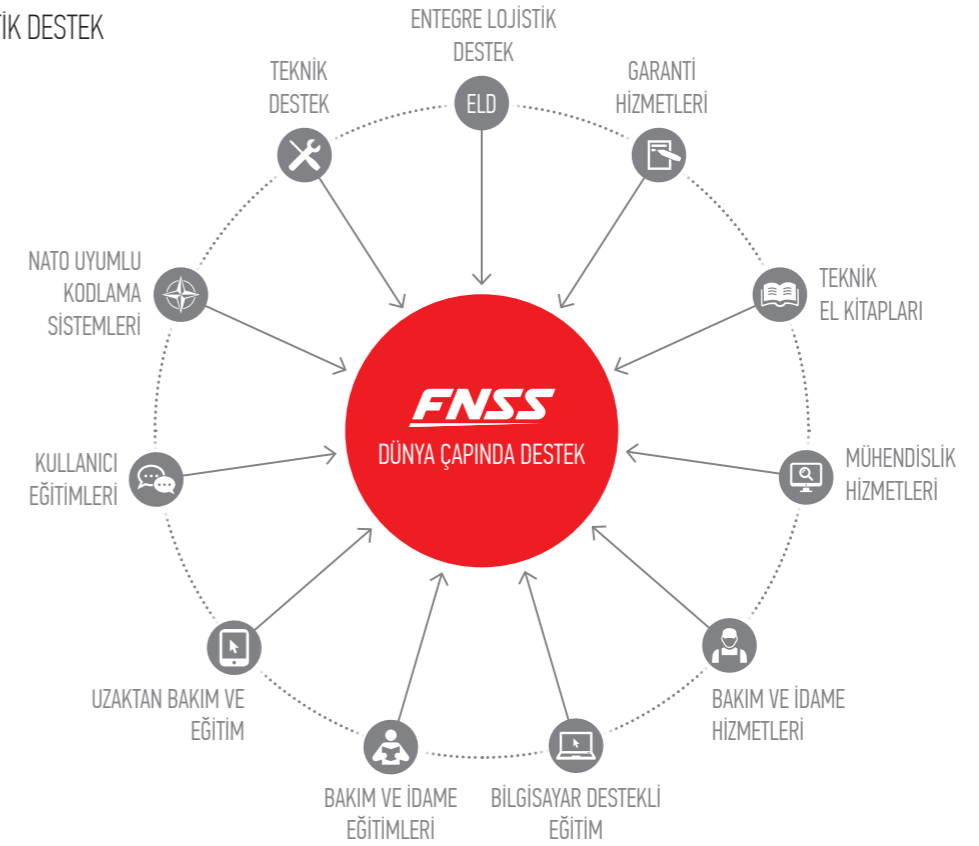 İK DESTEK
ENTEGRE LOJİSTİK
DESTEK
ELD
GARANTİ
HİZMETLERİ
TEKNİK
EL KİTAPLARI
MÜHENDİSLİK
HİZMETLERİ
BAKIM VE İDAME
HİZMETLERİ
BİLGİSAYAR DESTEKLİ
EĞİTİM
BAKIM VE İDAME
EĞİTİMLERİ
UZAKTAN BAKIM VE
EĞİTİM
KULLANICI
EĞİTİMLERİ
NATO UYUMLU
KODLAMA
SİSTEMLERİ
TEKNİK
DESTEK
FNSS
DÜNYA ÇAPINDA DESTEK